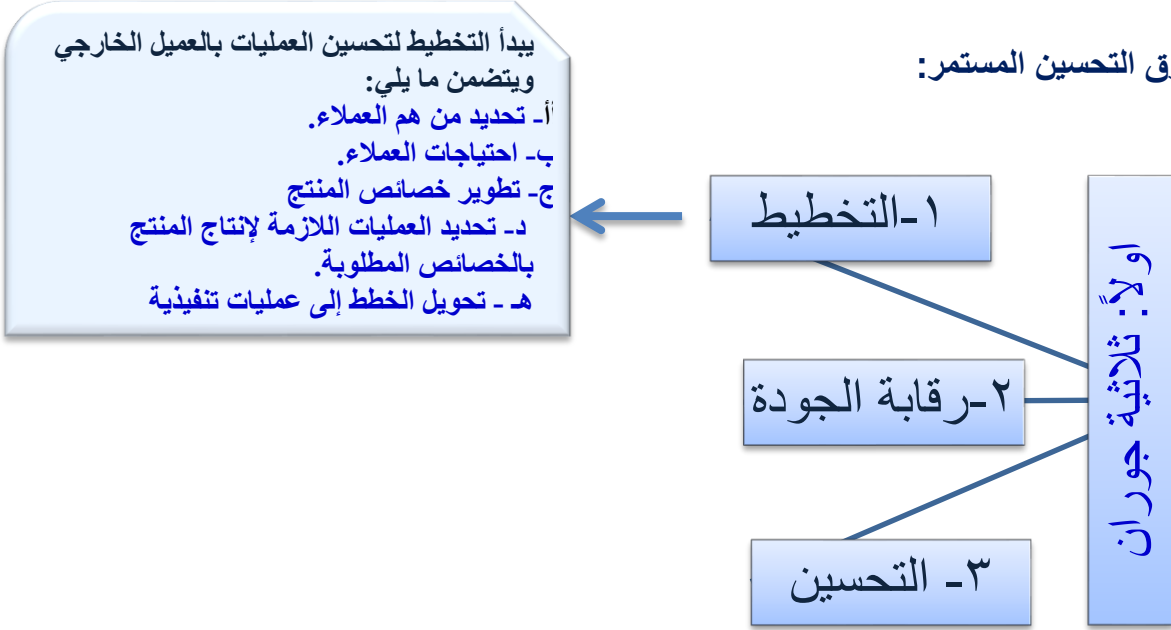 التحسين المستمر:
اولاً: ثلاثية جوران
١-التخطيط
يبدأ التخطيط لتحسين العمليات بالعميل الخارجي
ويتضمن ما يلي:
أ- تحديد من هم العملاء.
ب- احتياجات العملاء.
ج- تطوير خصائص المنتج
د- تحديد العمليات اللازمة لإنتاج المنتج
بالخصائص المطلوبة.
هـ - تحويل الخطط إلى عمليات تنفيذية
٢-رقابة الجودة
٣- التحسين